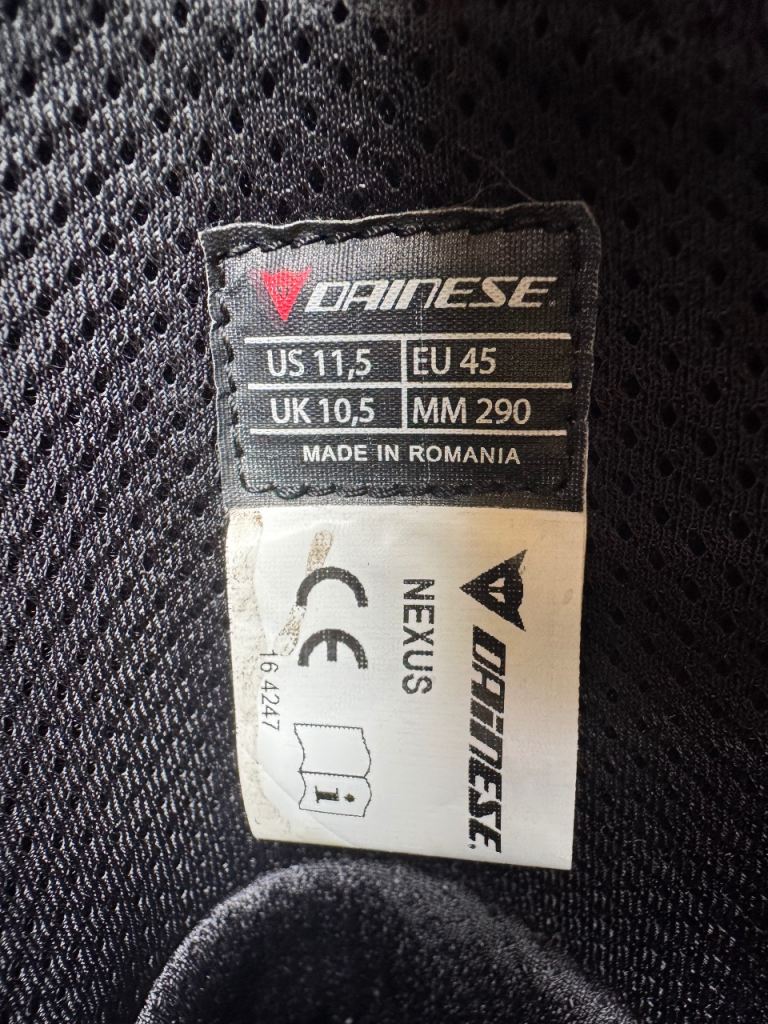 DAINESE
US 11,5 EU 45
UK 10,5 MM 290
MADE IN ROMANIA
DAINESE
NEXUS
CE
i
16 4247